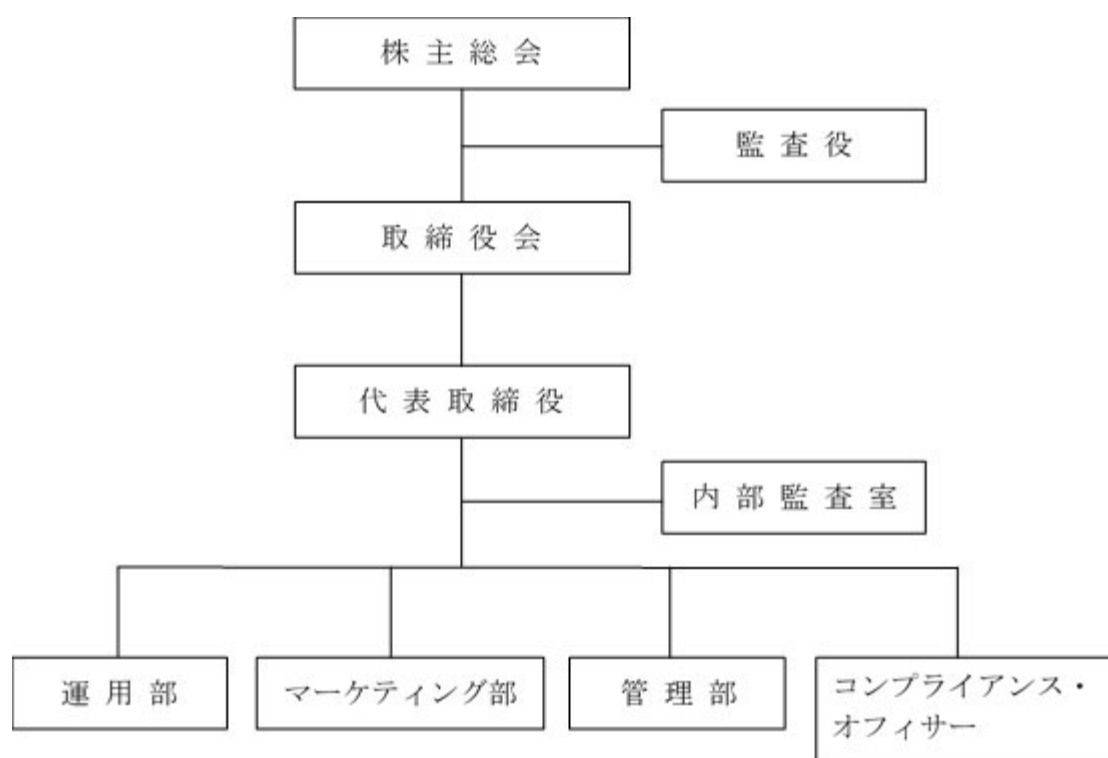 株主総会
監査役
取締役会
代表取締役
内部監査室
運用部
マーケティング部
管理部
コンプライアンス・
オフィサー